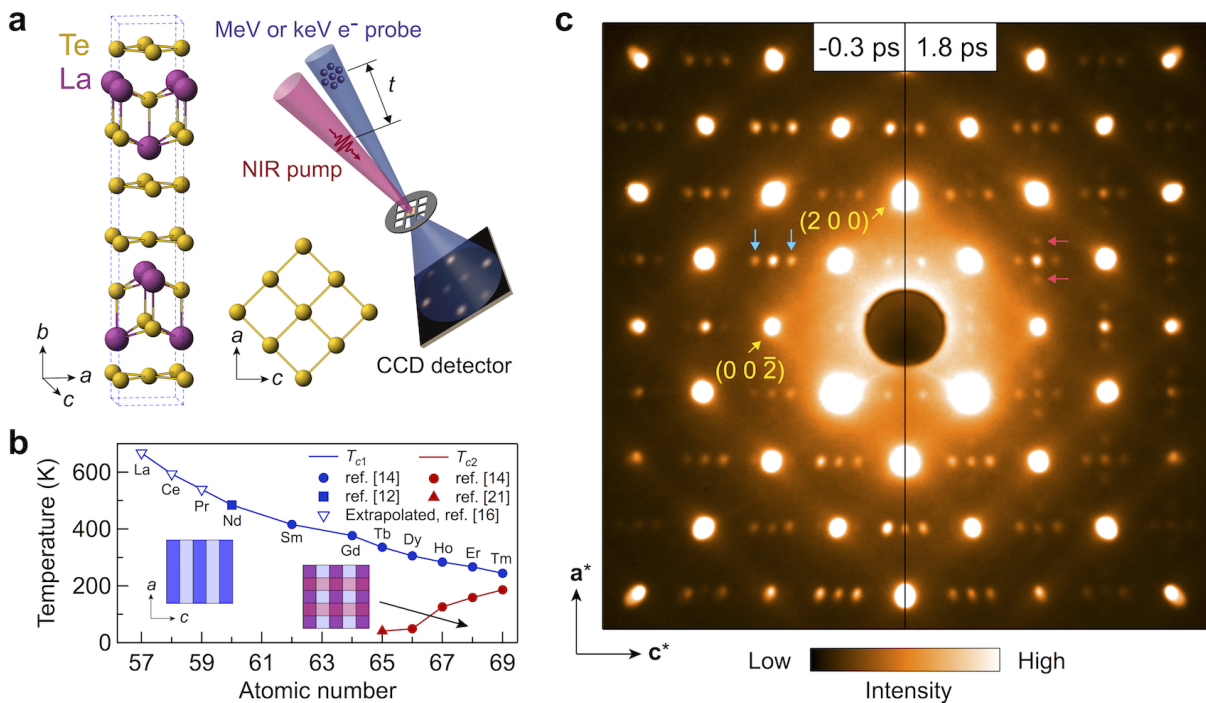 a
Te
La
MeV or keV e⁻ probe
t
NIR pump
CCD detector
b
a
c
a
c
b
Temperature (K)
600
400
200
0
La
Ce
Pr
Nd
Sm
Gd
Tb
Dy
Ho
Er
Tm
Tc1
Tc2
ref. [14]
ref. [14]
ref. [12]
ref. [21]
Extrapolated, ref. [16]
a
c
57
59
61
63
65
67
69
Atomic number
c
-0.3 ps
1.8 ps
(2 0 0)
(0 0 2̄)
a*
c*
Low
High
Intensity